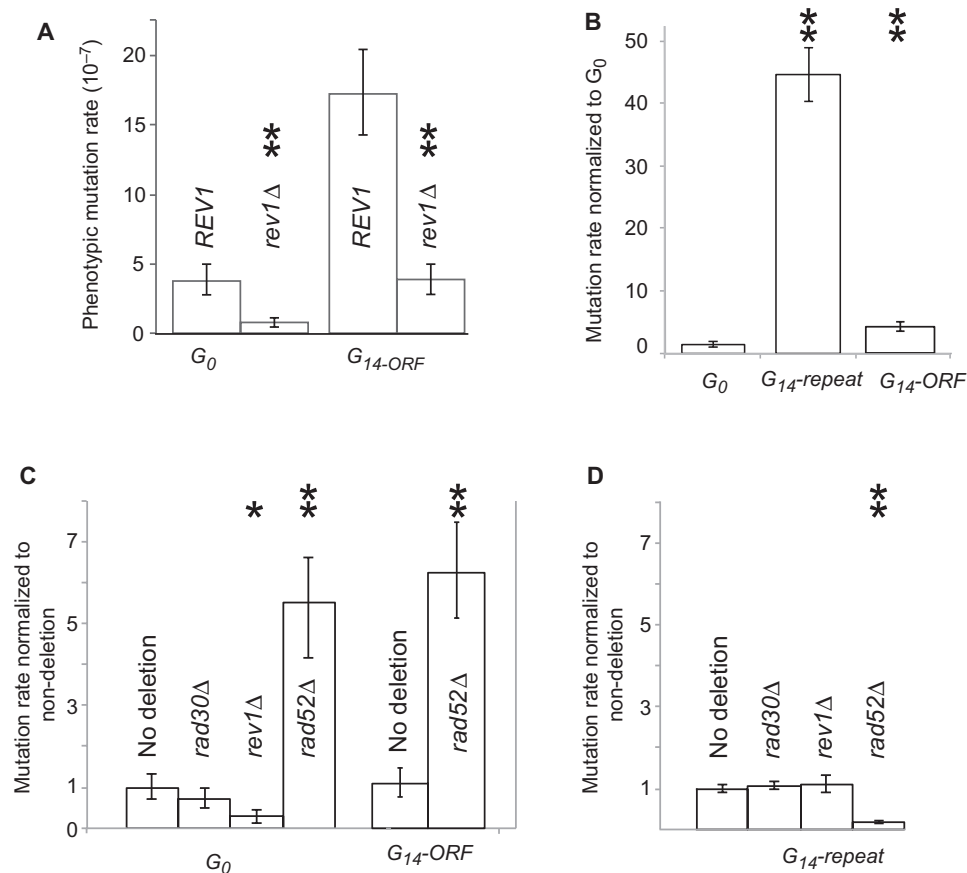 A
Phenotypic mutation rate (10⁻⁷)
20
15
10
5
0
REV1
rev1Δ
**
REV1
rev1Δ
**
G₀
G₁₄₋ORF
B
Mutation rate normalized to G₀
50
40
30
20
10
0
**
**
G₀
G₁₄-repeat
G₁₄-ORF
C
Mutation rate normalized to
non-deletion
7
5
3
1
0
No deletion
rad30Δ
rev1Δ
*
rad52Δ
**
No deletion
rad52Δ
**
G₀
G₁₄-ORF
D
Mutation rate normalized to
non-deletion
7
5
3
1
No deletion
rad30Δ
rev1Δ
rad52Δ
**
G₁₄-repeat